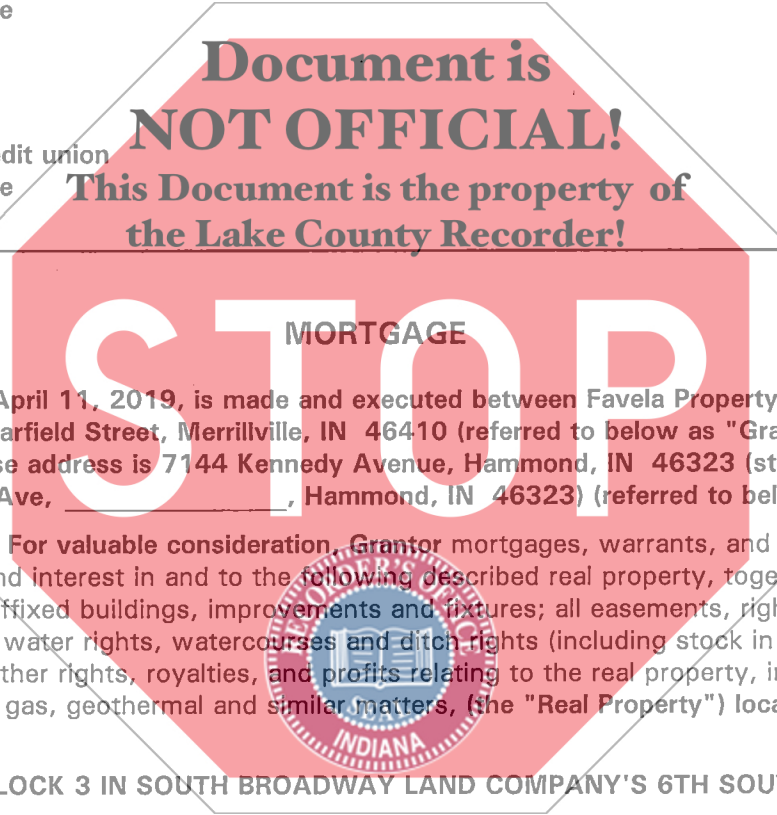 e
Document is
NOT OFFICIAL!
dit union
e
This Document is the property of
the Lake County Recorder!
STOP
MORTGAGE
April 11, 2019, is made and executed between Favela Property
arfield Street, Merrillville, IN 46410 (referred to below as "Gra
se address is 7144 Kennedy Avenue, Hammond, IN 46323 (st
Ave, _______________, Hammond, IN 46323) (referred to bel
For valuable consideration, Grantor mortgages, warrants, and
nd interest in and to the following described real property, toge
ffixed buildings, improvements and fixtures; all easements, righ
water rights, watercourses and ditch rights (including stock in
ther rights, royalties, and profits relating to the real property, in
gas, geothermal and similar matters, (the "Real Property") loca
RECORDER'S OFFICE
SEAL
INDIANA
LOCK 3 IN SOUTH BROADWAY LAND COMPANY'S 6TH SOU